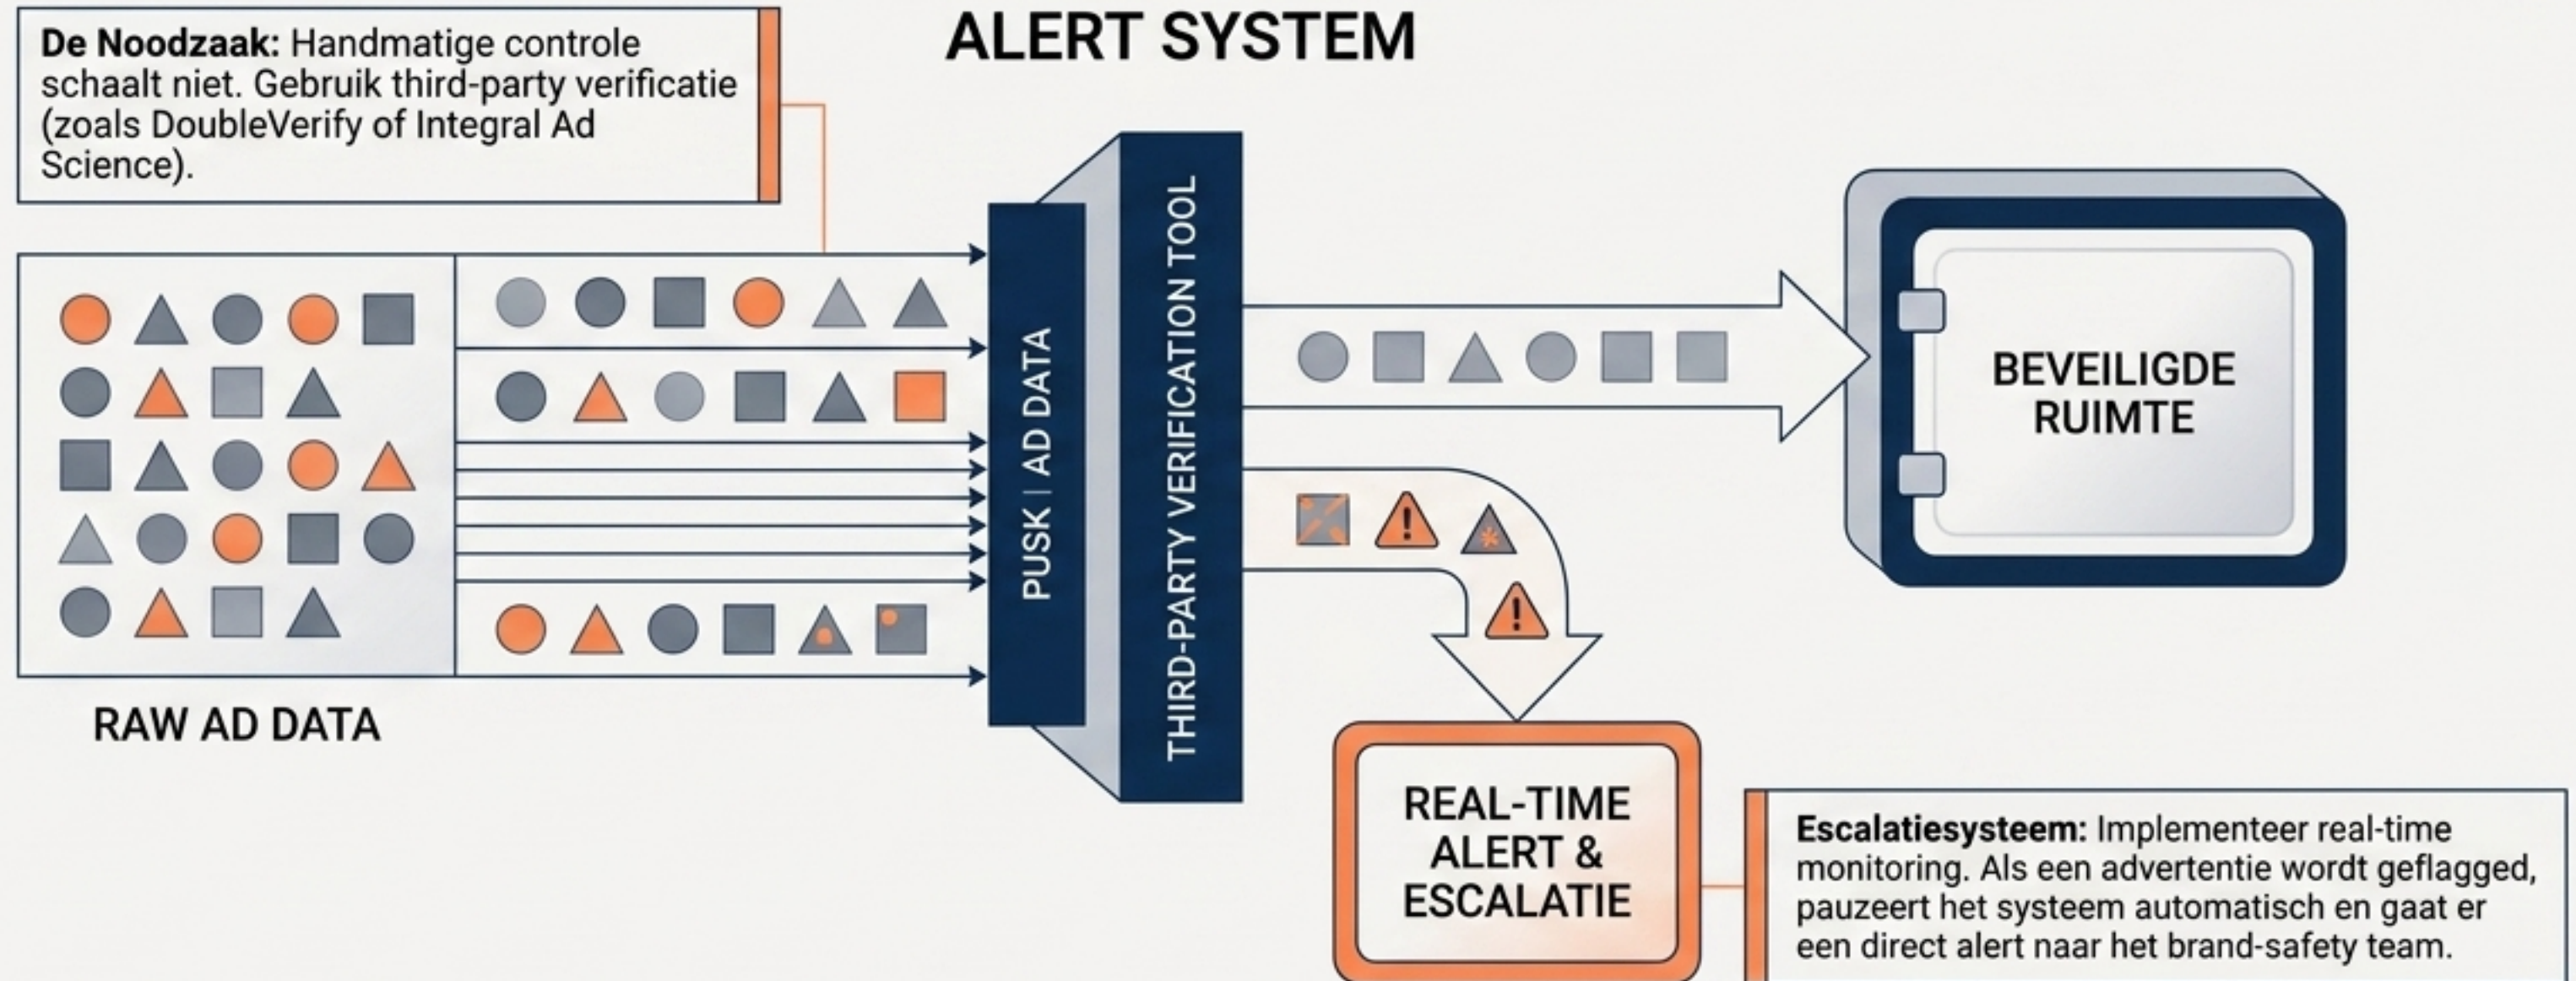 ALERT SYSTEM
De Noodzaak: Handmatige controle
schaalt niet. Gebruik third-party verificatie
(zoals DoubleVerify of Integral Ad
Science).
RAW AD DATA
PUSK | AD DATA
THIRD-PARTY VERIFICATION TOOL
BEVEILIGDE
RUIMTE
REAL-TIME
ALERT &
ESCALATIE
Escalatiesysteem: Implementeer real-time
monitoring. Als een advertentie wordt geflagged,
pauzeert het systeem automatisch en gaat er
een direct alert naar het brand-safety team.